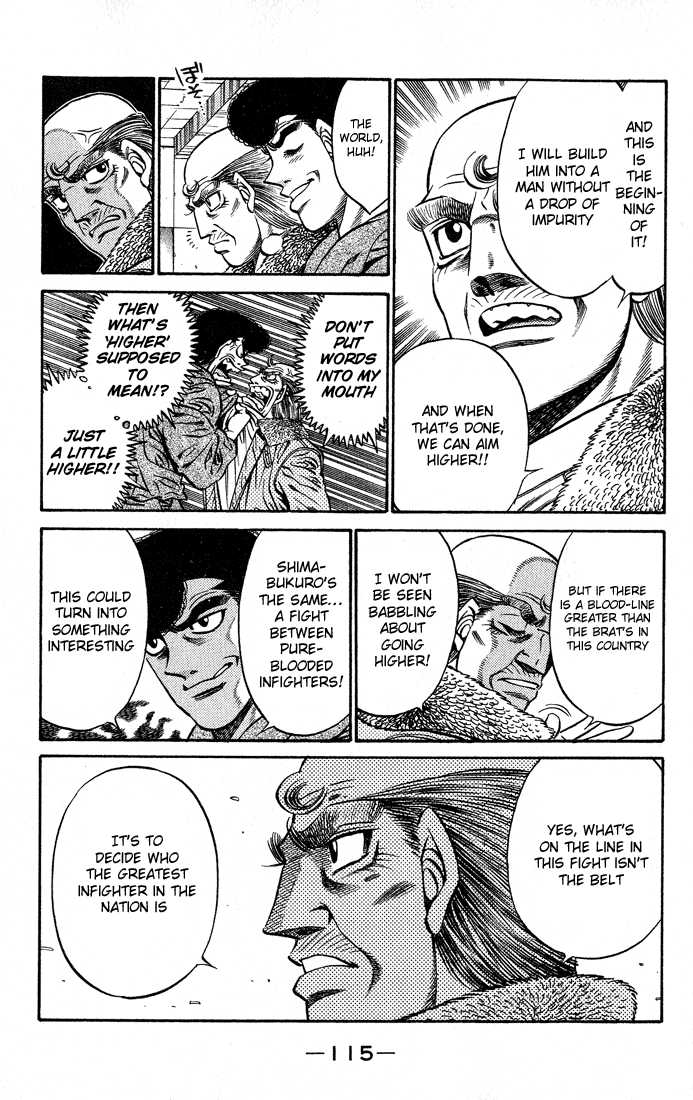 AND
THIS
IS THE
BEGIN-
NING
OF
IT!
I WILL BUILD
HIM INTO A
MAN WITHOUT
A DROP OF
IMPURITY
AND WHEN
THAT'S DONE,
WE CAN AIM
HIGHER!!
THE
WORLD,
HUH!
ぼそっ
DON'T
PUT
WORDS
INTO MY
MOUTH
THEN
WHAT'S
'HIGHER'
SUPPOSED
TO
MEAN!?
JUST
A LITTLE
HIGHER!!
BUT IF THERE
IS A BLOOD-LINE
GREATER THAN
THE BRAT'S IN
THIS COUNTRY
I WON'T
BE SEEN
BABBLING
ABOUT
GOING
HIGHER!
SHIMA-
BUKURO'S
THE SAME...
A FIGHT
BETWEEN
PURE-
BLOODED
INFIGHTERS!
THIS COULD
TURN INTO
SOMETHING
INTERESTING
YES, WHAT'S
ON THE LINE IN
THIS FIGHT ISN'T
THE BELT
IT'S TO
DECIDE WHO
THE GREATEST
INFIGHTER IN THE
NATION IS
—115—